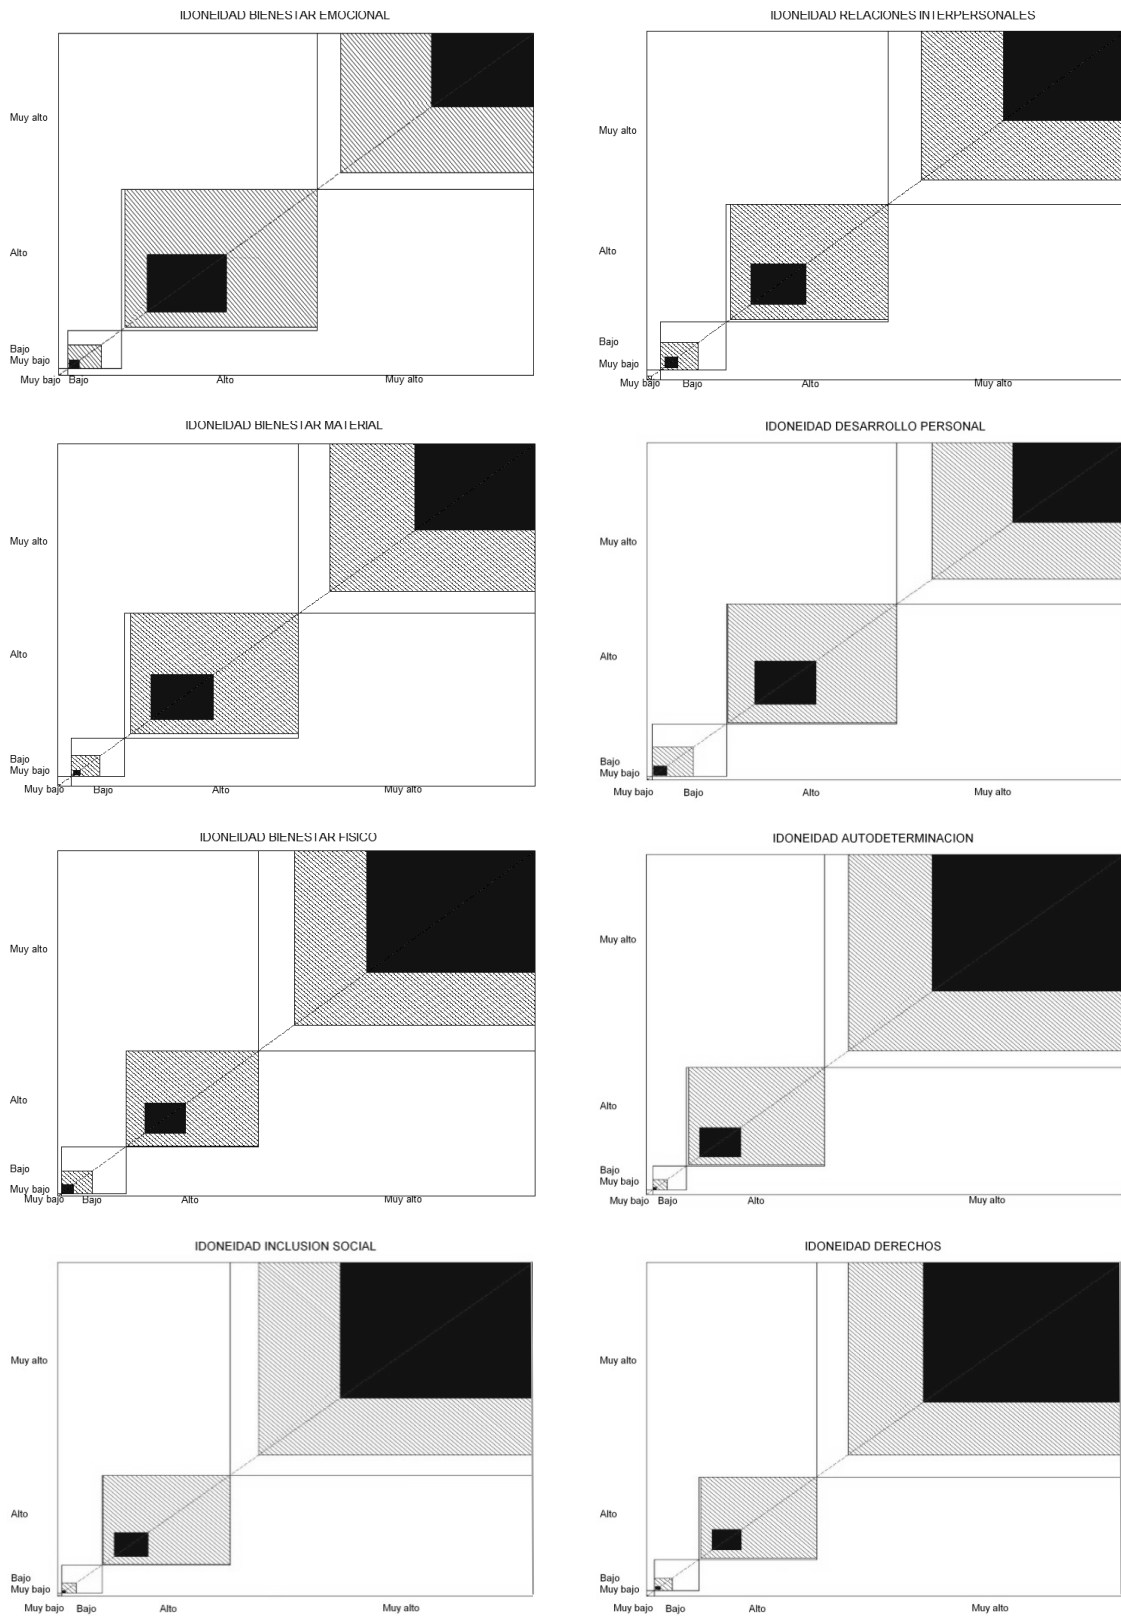 IDONEIDAD BIENESTAR EMOCIONAL
Muy alto
Alto
Bajo
Muy bajo
Muy bajo Bajo Alto Muy alto
IDONEIDAD RELACIONES INTERPERSONALES
Muy alto
Alto
Bajo
Muy bajo
Muy bajo Bajo Alto Muy alto
IDONEIDAD BIENESTAR MATERIAL
Muy alto
Alto
Bajo
Muy bajo
Muy bajo Bajo Alto Muy alto
IDONEIDAD DESARROLLO PERSONAL
Muy alto
Alto
Bajo
Muy bajo
Muy bajo Bajo Alto Muy alto
IDONEIDAD BIENESTAR FISICO
Muy alto
Alto
Bajo
Muy bajo
Muy bajo Bajo Alto Muy alto
IDONEIDAD AUTODETERMINACION
Muy alto
Alto
Bajo
Muy bajo
Muy bajo Bajo Alto Muy alto
IDONEIDAD INCLUSION SOCIAL
Muy alto
Alto
Bajo
Muy bajo
Muy bajo Bajo Alto Muy alto
IDONEIDAD DERECHOS
Muy alto
Alto
Bajo
Muy bajo
Muy bajo Bajo Alto Muy alto